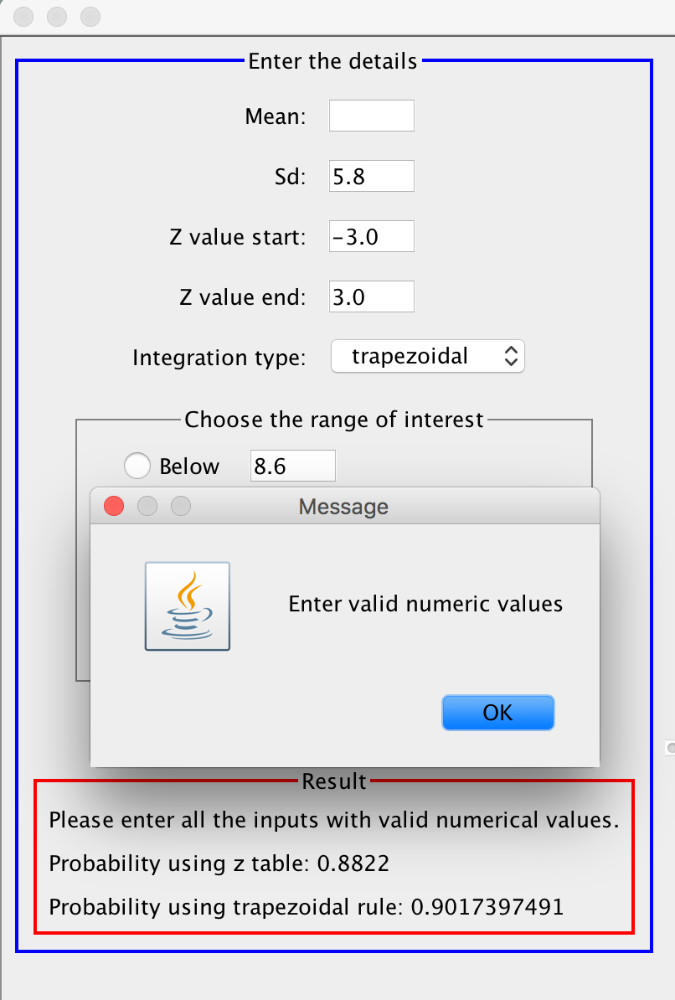 Enter the details
Mean:
Sd: 5.8
Z value start: -3.0
Z value end: 3.0
Integration type: trapezoidal
Choose the range of interest
Below 8.6
Message
Enter valid numeric values
OK
Result
Please enter all the inputs with valid numerical values.
Probability using z table: 0.8822
Probability using trapezoidal rule: 0.9017397491